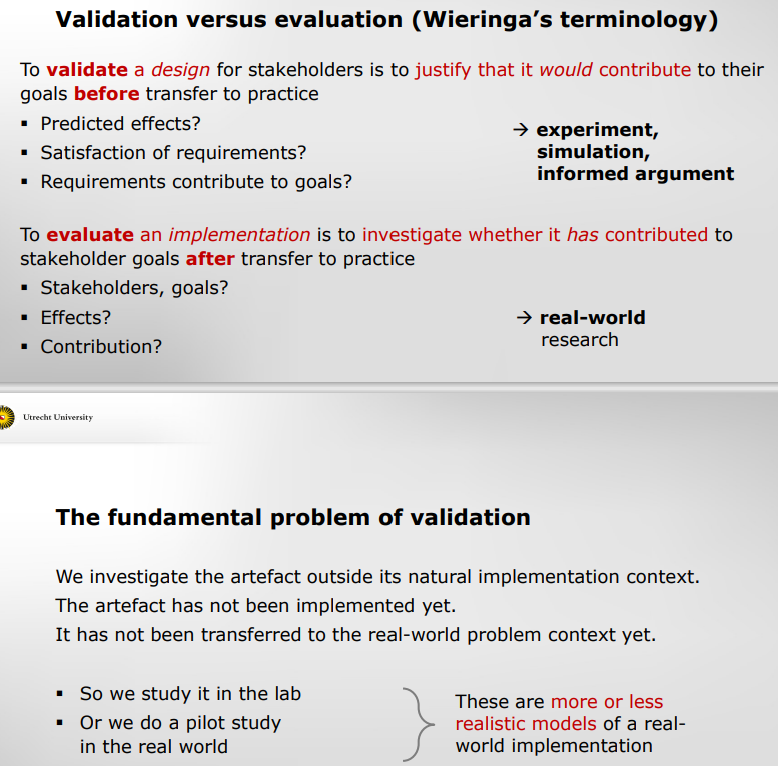 Validation versus evaluation (Wieringa's terminology)
To validate a design for stakeholders is to justify that it would contribute to their
goals before transfer to practice
▪ Predicted effects?
▪ Satisfaction of requirements?
▪ Requirements contribute to goals?
→ experiment,
simulation,
informed argument
To evaluate an implementation is to investigate whether it has contributed to
stakeholder goals after transfer to practice
▪ Stakeholders, goals?
▪ Effects?
▪ Contribution?
→ real-world
research
Utrecht University
The fundamental problem of validation
We investigate the artefact outside its natural implementation context.
The artefact has not been implemented yet.
It has not been transferred to the real-world problem context yet.
▪ So we study it in the lab
▪ Or we do a pilot study
in the real world
These are more or less
realistic models of a real-
world implementation